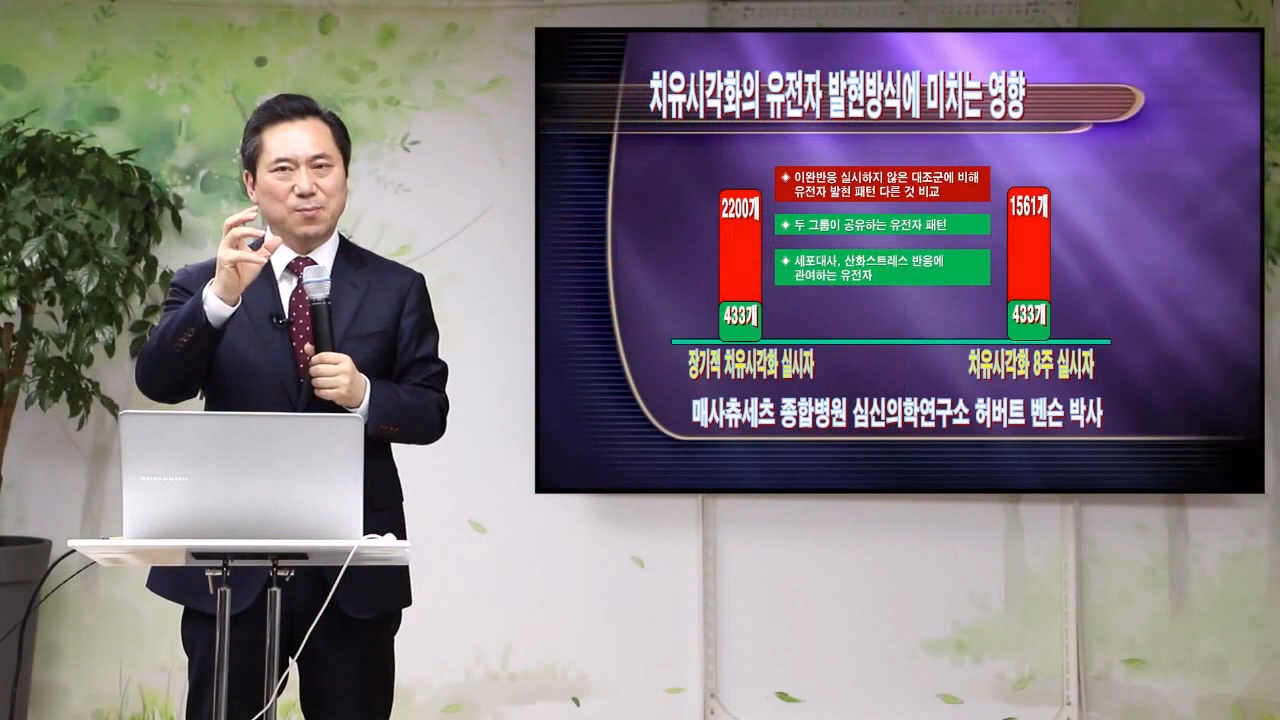 치유시각화의 유전자 발현방식에 미치는 영향
◈ 이완반응 실시하지 않은 대조군에 비해
유전자 발현 패턴 다른 것 비교
2200개
1561개
◈ 두 그룹이 공유하는 유전자 패턴
◈ 세포대사, 산화스트레스 반응에
관여하는 유전자
433개
433개
장기적 치유시각화 실시자
치유시각화 8주 실시자
매사츄세츠 종합병원 심신의학연구소 허버트 벤슨 박사
SAMSUNG